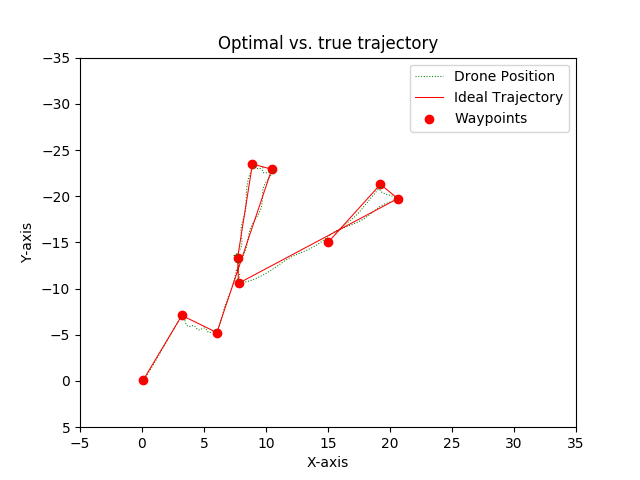 Optimal vs. true trajectory
Drone Position
Ideal Trajectory
Waypoints
Y-axis
−35
−30
−25
−20
−15
−10
−5
0
5
−5 0 5 10 15 20 25 30 35
X-axis